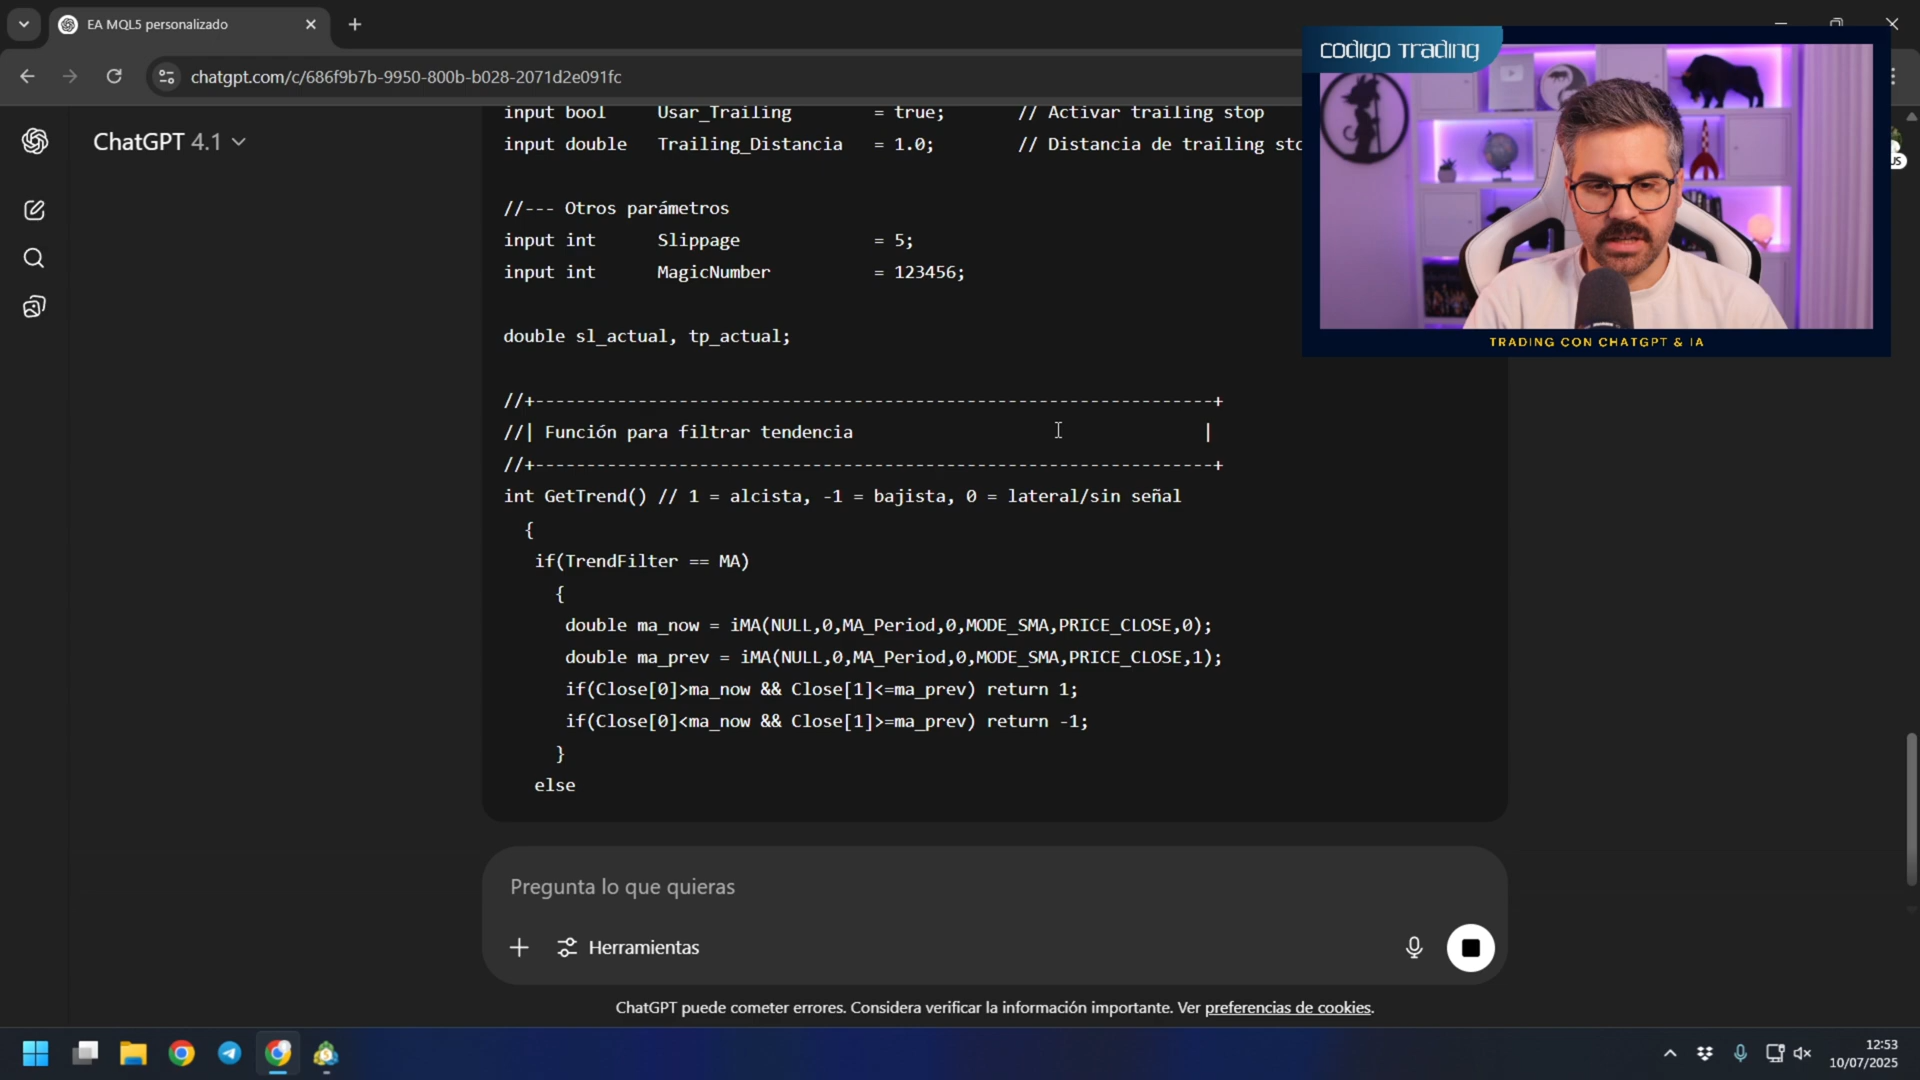 EA MQL5 personalizado
chatgpt.com/c/686f9b7b-9950-800b-b028-2071d2e091fc
codigo Trading
TRADING CON CHATGPT & IA
ChatGPT 4.1
input bool Usar_Trailing = true; // Activar trailing stop
input double Trailing_Distancia = 1.0; // Distancia de trailing
//--- Otros parámetros
input int Slippage = 5;
input int MagicNumber = 123456;
double sl_actual, tp_actual;
//+------------------------------------------------------------------+
//| Función para filtrar tendencia |
//+------------------------------------------------------------------+
int GetTrend() // 1 = alcista, -1 = bajista, 0 = lateral/sin señal
{
if(TrendFilter == MA)
{
double ma_now = iMA(NULL,0,MA_Period,0,MODE_SMA,PRICE_CLOSE,0);
double ma_prev = iMA(NULL,0,MA_Period,0,MODE_SMA,PRICE_CLOSE,1);
if(Close[0]>ma_now && Close[1]<=ma_prev) return 1;
if(Close[0]<ma_now && Close[1]>=ma_prev) return -1;
}
else
Pregunta lo que quieras
Herramientas
ChatGPT puede cometer errores. Considera verificar la información importante. Ver preferencias de cookies.
12:53
10/07/2025